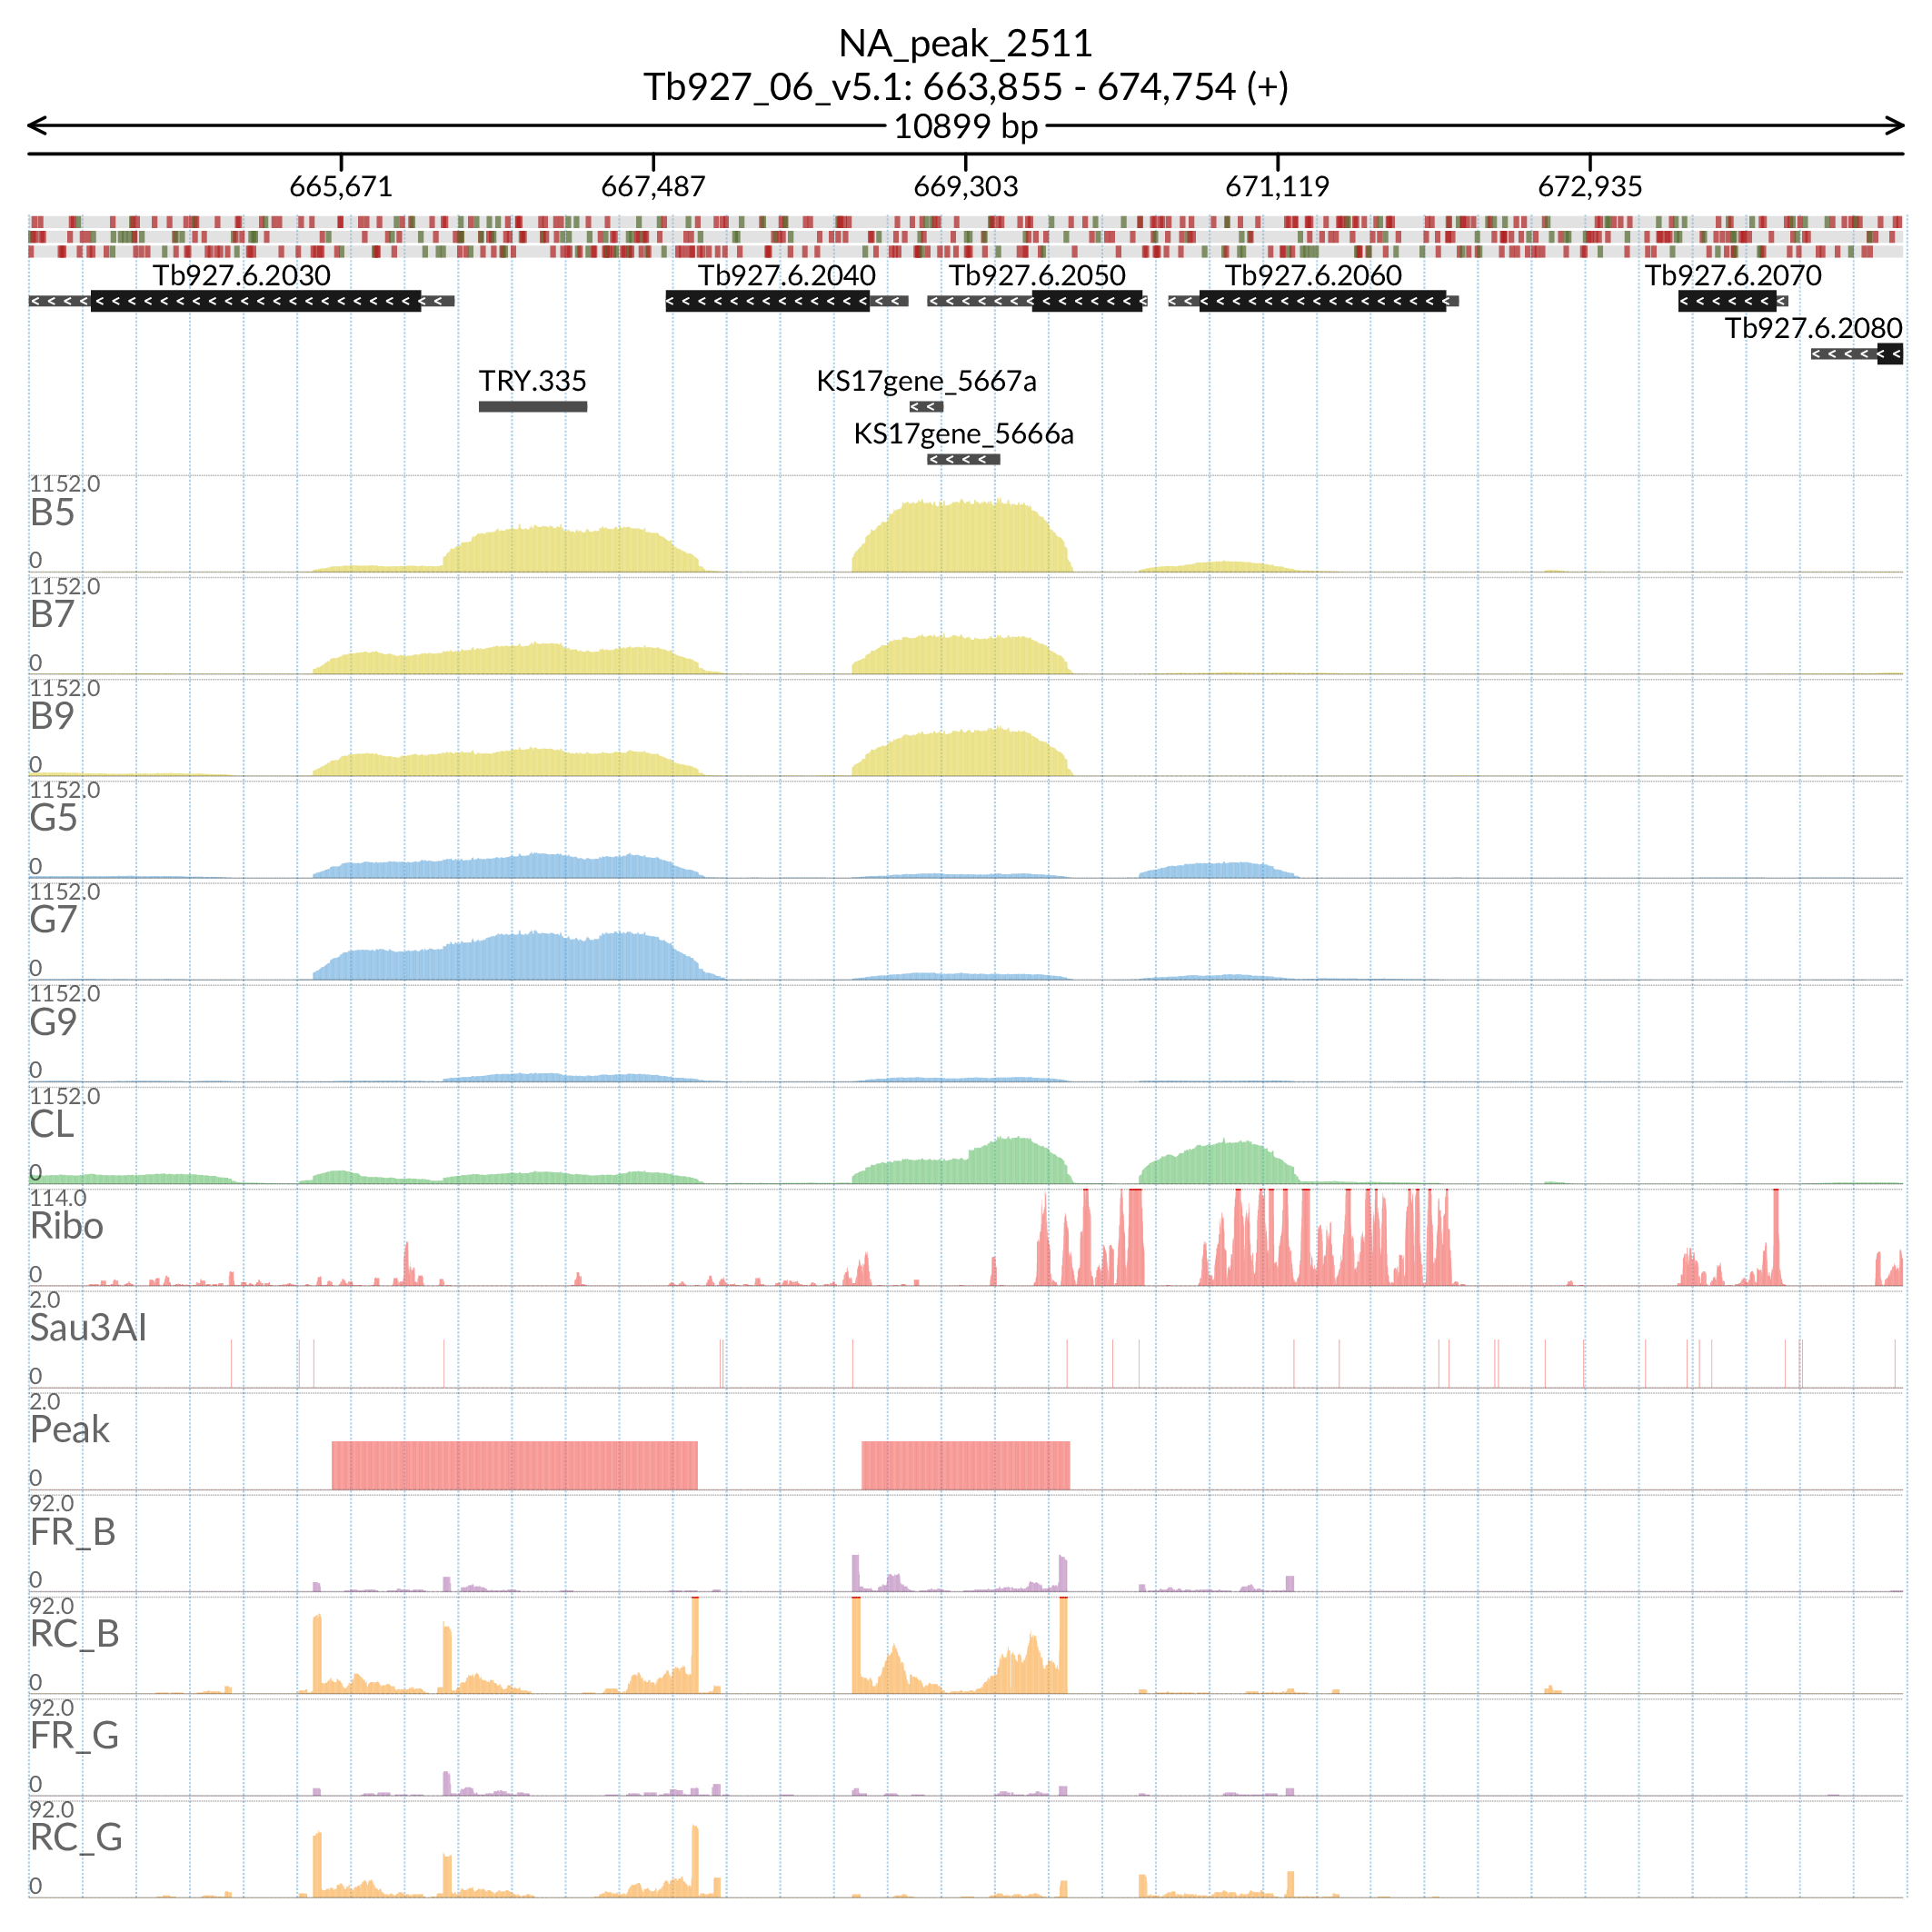 NA_peak_2511
Tb927_06_v5.1: 663,855 - 674,754 (+)
10899 bp
665,671 667,487 669,303 671,119 672,935
Tb927.6.2030 Tb927.6.2040 Tb927.6.2050 Tb927.6.2060 Tb927.6.2070
Tb927.6.2080
TRY.335 KS17gene_5667a
KS17gene_5666a
1152.0
B5
0
1152.0
B7
0
1152.0
B9
0
1152.0
G5
0
1152.0
G7
0
1152.0
G9
0
1152.0
CL
0
114.0
Ribo
0
2.0
Sau3AI
0
2.0
Peak
0
92.0
FR_B
0
92.0
RC_B
0
92.0
FR_G
0
92.0
RC_G
0